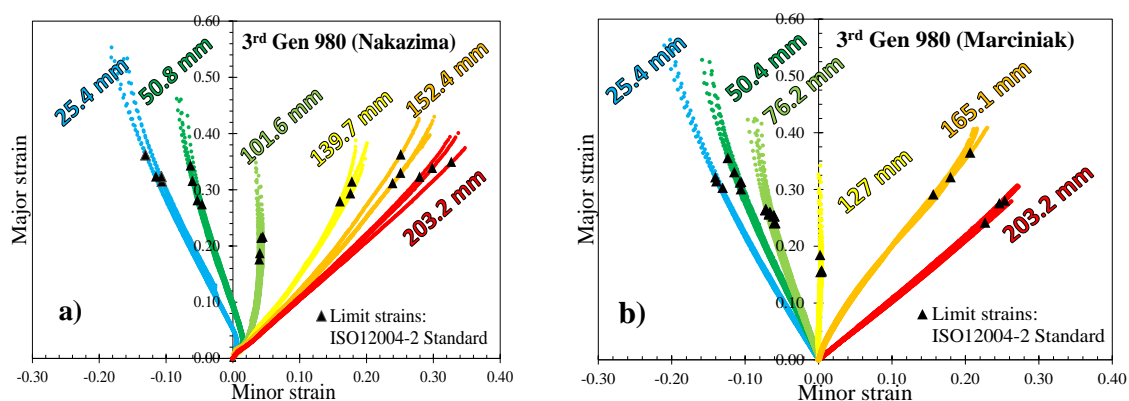 3rd Gen 980 (Nakazima)
0.60
0.50
0.40
0.30
0.20
0.10
0.00
Major strain
25.4 mm
50.8 mm
101.6 mm
139.7 mm
152.4 mm
203.2 mm
a)
▲ Limit strains:
ISO12004-2 Standard
-0.30 -0.20 -0.10 0.00 0.10 0.20 0.30 0.40
Minor strain
3rd Gen 980 (Marciniak)
0.60
0.50
0.40
0.30
0.20
0.10
0.00
Major strain
25.4 mm
50.4 mm
76.2 mm
127 mm
165.1 mm
203.2 mm
b)
▲ Limit strains:
ISO12004-2 Standard
-0.30 -0.20 -0.10 0.00 0.10 0.20 0.30 0.40
Minor strain